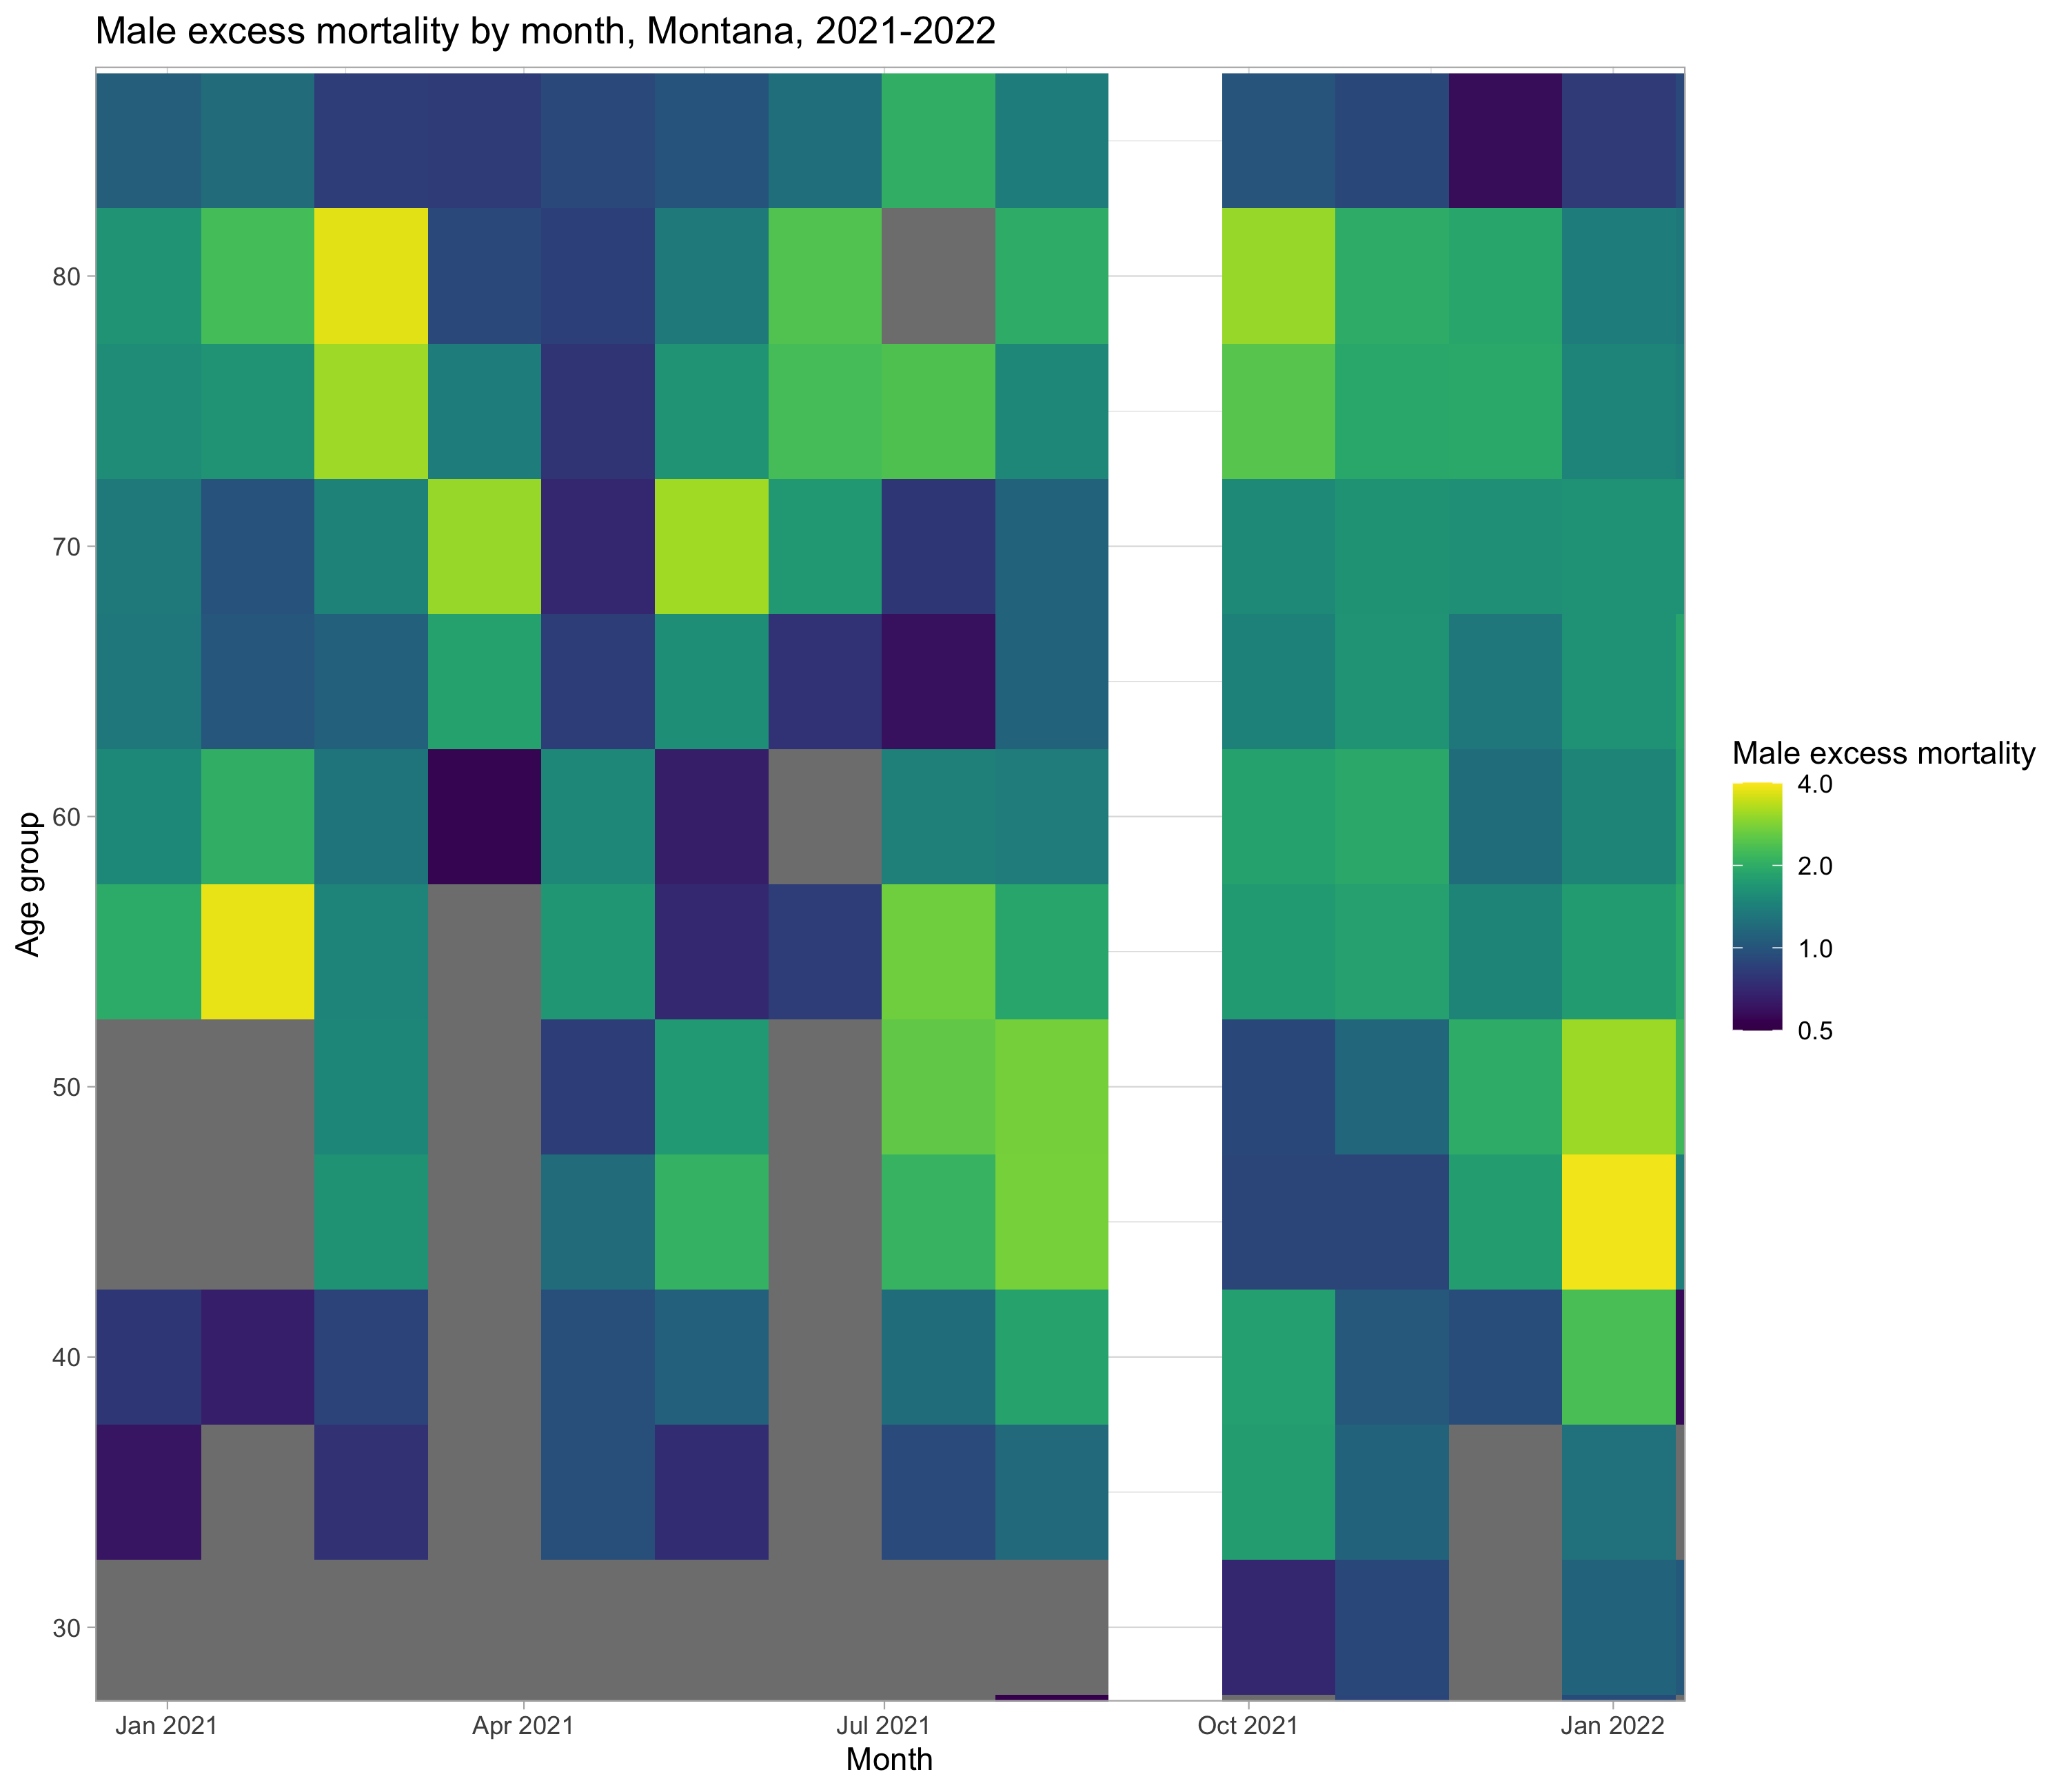 Male excess mortality by month, Montana, 2021-2022
80
70
60
50
40
30
Age group
Jan 2021
Apr 2021
Jul 2021
Oct 2021
Jan 2022
Month
Male excess mortality
4.0
2.0
1.0
0.5